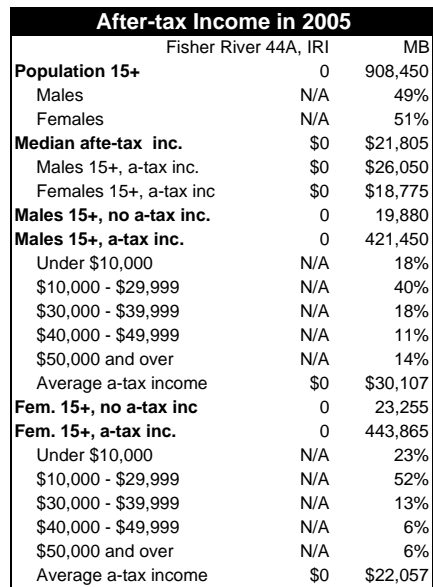 After-tax Income in 2005
Fisher River 44A, IRI MB
Population 15+ 0 908,450
Males N/A 49%
Females N/A 51%
Median afte-tax inc. $0 $21,805
Males 15+, a-tax inc. $0 $26,050
Females 15+, a-tax inc $0 $18,775
Males 15+, no a-tax inc. 0 19,880
Males 15+, a-tax inc. 0 421,450
Under $10,000 N/A 18%
$10,000 - $29,999 N/A 40%
$30,000 - $39,999 N/A 18%
$40,000 - $49,999 N/A 11%
$50,000 and over N/A 14%
Average a-tax income $0 $30,107
Fem. 15+, no a-tax inc 0 23,255
Fem. 15+, a-tax inc. 0 443,865
Under $10,000 N/A 23%
$10,000 - $29,999 N/A 52%
$30,000 - $39,999 N/A 13%
$40,000 - $49,999 N/A 6%
$50,000 and over N/A 6%
Average a-tax income $0 $22,057